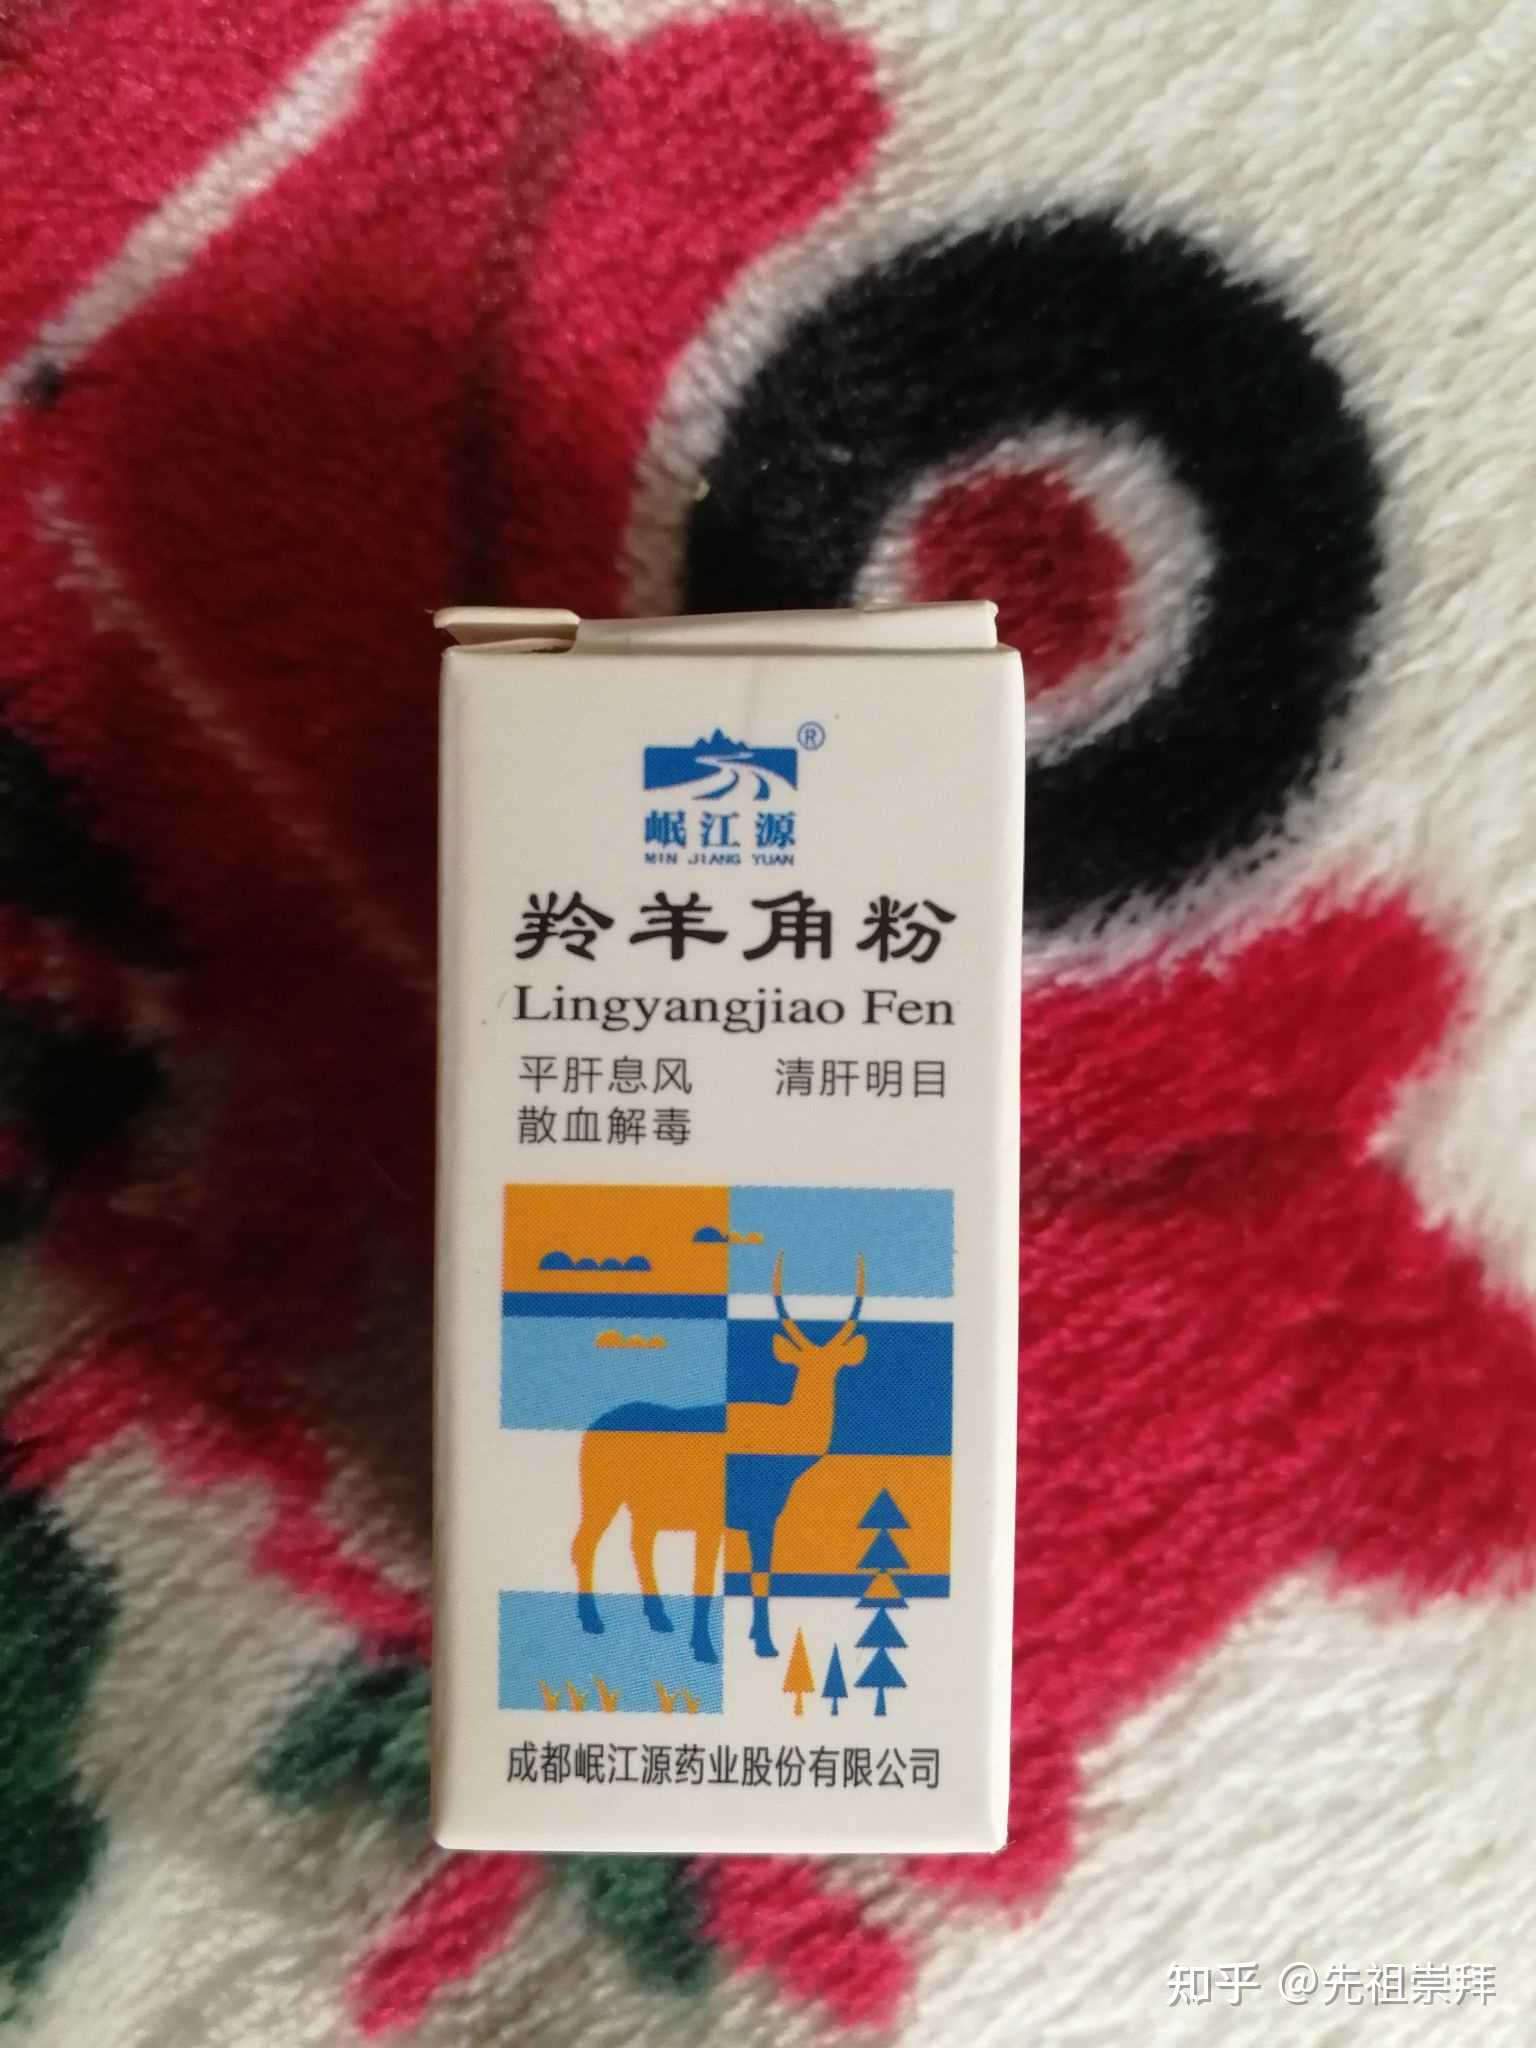 ®
岷江源
MIN JIANG YUAN
羚羊角粉
Lingyangjiao Fen
平肝息风 清肝明目
散血解毒
成都岷江源药业股份有限公司
知乎 @先祖崇拜